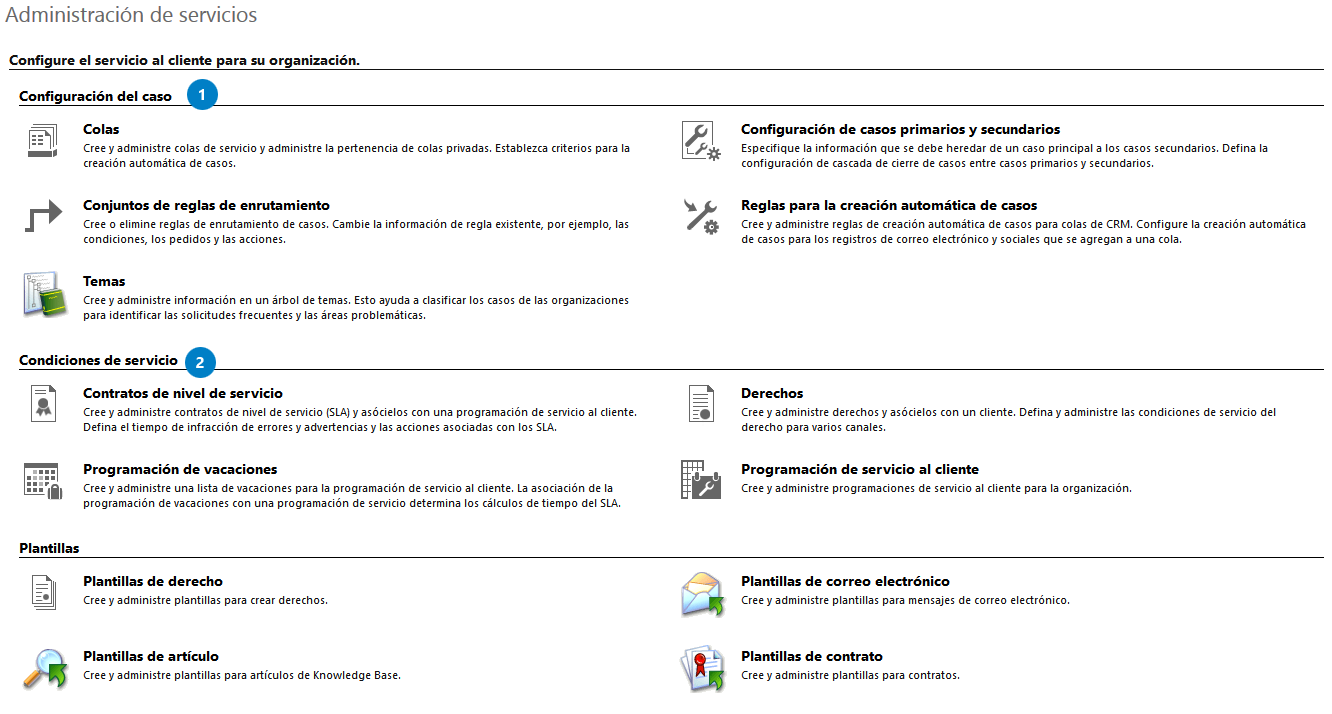 Administración de servicios
Configure el servicio al cliente para su organización.
Configuración del caso 1
Colas
Cree y administre colas de servicio y administre la pertenencia de colas privadas. Establezca criterios para la
creación automática de casos.
Configuración de casos primarios y secundarios
Especifique la información que se debe heredar de un caso principal a los casos secundarios. Defina la
configuración de cascada de cierre de casos entre casos primarios y secundarios.
Conjuntos de reglas de enrutamiento
Cree o elimine reglas de enrutamiento de casos. Cambie la información de regla existente, por ejemplo, las
condiciones, los pedidos y las acciones.
Reglas para la creación automática de casos
Cree y administre reglas de creación automática de casos para colas de CRM. Configure la creación automática
de casos para los registros de correo electrónico y sociales que se agregan a una cola.
Temas
Cree y administre información en un árbol de temas. Esto ayuda a clasificar los casos de las organizaciones
para identificar las solicitudes frecuentes y las áreas problemáticas.
Condiciones de servicio 2
Contratos de nivel de servicio
Cree y administre contratos de nivel de servicio (SLA) y asócielos con una programación de servicio al cliente.
Defina el tiempo de infracción de errores y advertencias y las acciones asociadas con los SLA.
Derechos
Cree y administre derechos y asócielos con un cliente. Defina y administre las condiciones de servicio del
derecho para varios canales.
Programación de vacaciones
Cree y administre una lista de vacaciones para la programación de servicio al cliente. La asociación de la
programación de vacaciones con una programación de servicio determina los cálculos de tiempo del SLA.
Programación de servicio al cliente
Cree y administre programaciones de servicio al cliente para la organización.
Plantillas
Plantillas de derecho
Cree y administre plantillas para crear derechos.
Plantillas de correo electrónico
Cree y administre plantillas para mensajes de correo electrónico.
Plantillas de artículo
Cree y administre plantillas para artículos de Knowledge Base.
Plantillas de contrato
Cree y administre plantillas para contratos.